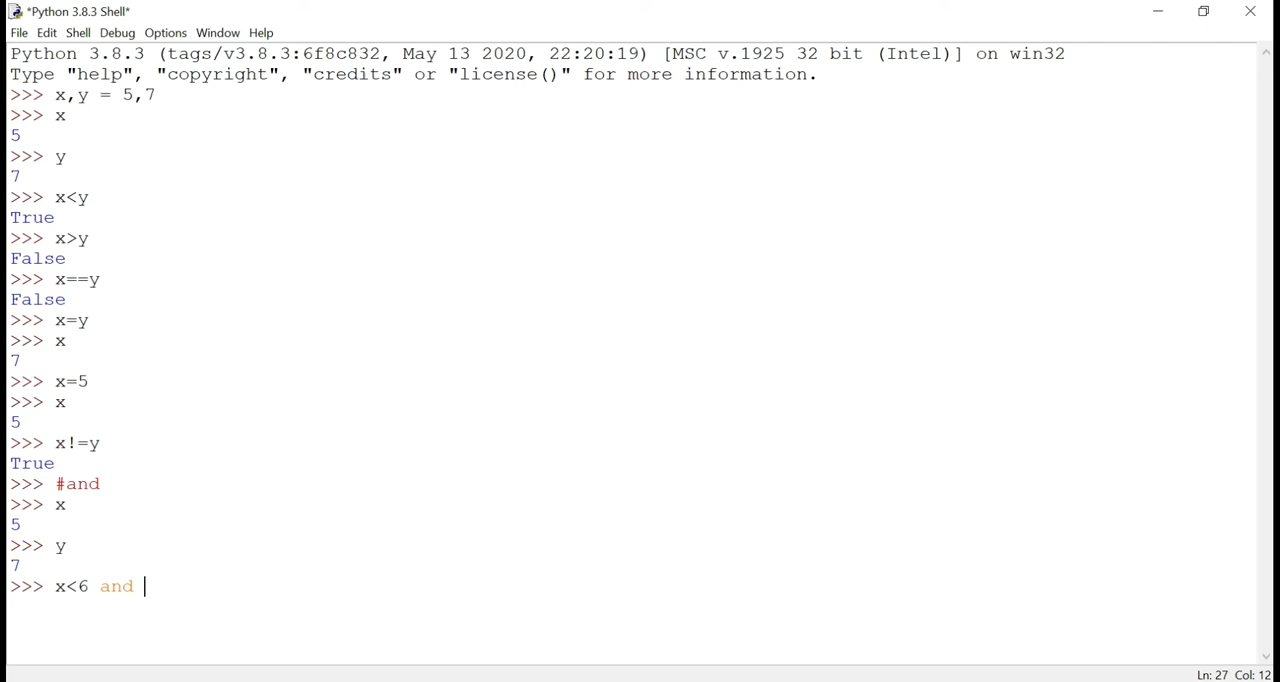 *Python 3.8.3 Shell*
File Edit Shell Debug Options Window Help
Python 3.8.3 (tags/v3.8.3:6f8c832, May 13 2020, 22:20:19) [MSC v.1925 32 bit (Intel)] on win32
Type "help", "copyright", "credits" or "license()" for more information.
>>> x,y = 5,7
>>> x
5
>>> y
7
>>> x<y
True
>>> x>y
False
>>> x==y
False
>>> x=y
>>> x
7
>>> x=5
>>> x
5
>>> x!=y
True
>>> #and
>>> x
5
>>> y
7
>>> x<6 and
Ln: 27 Col: 12